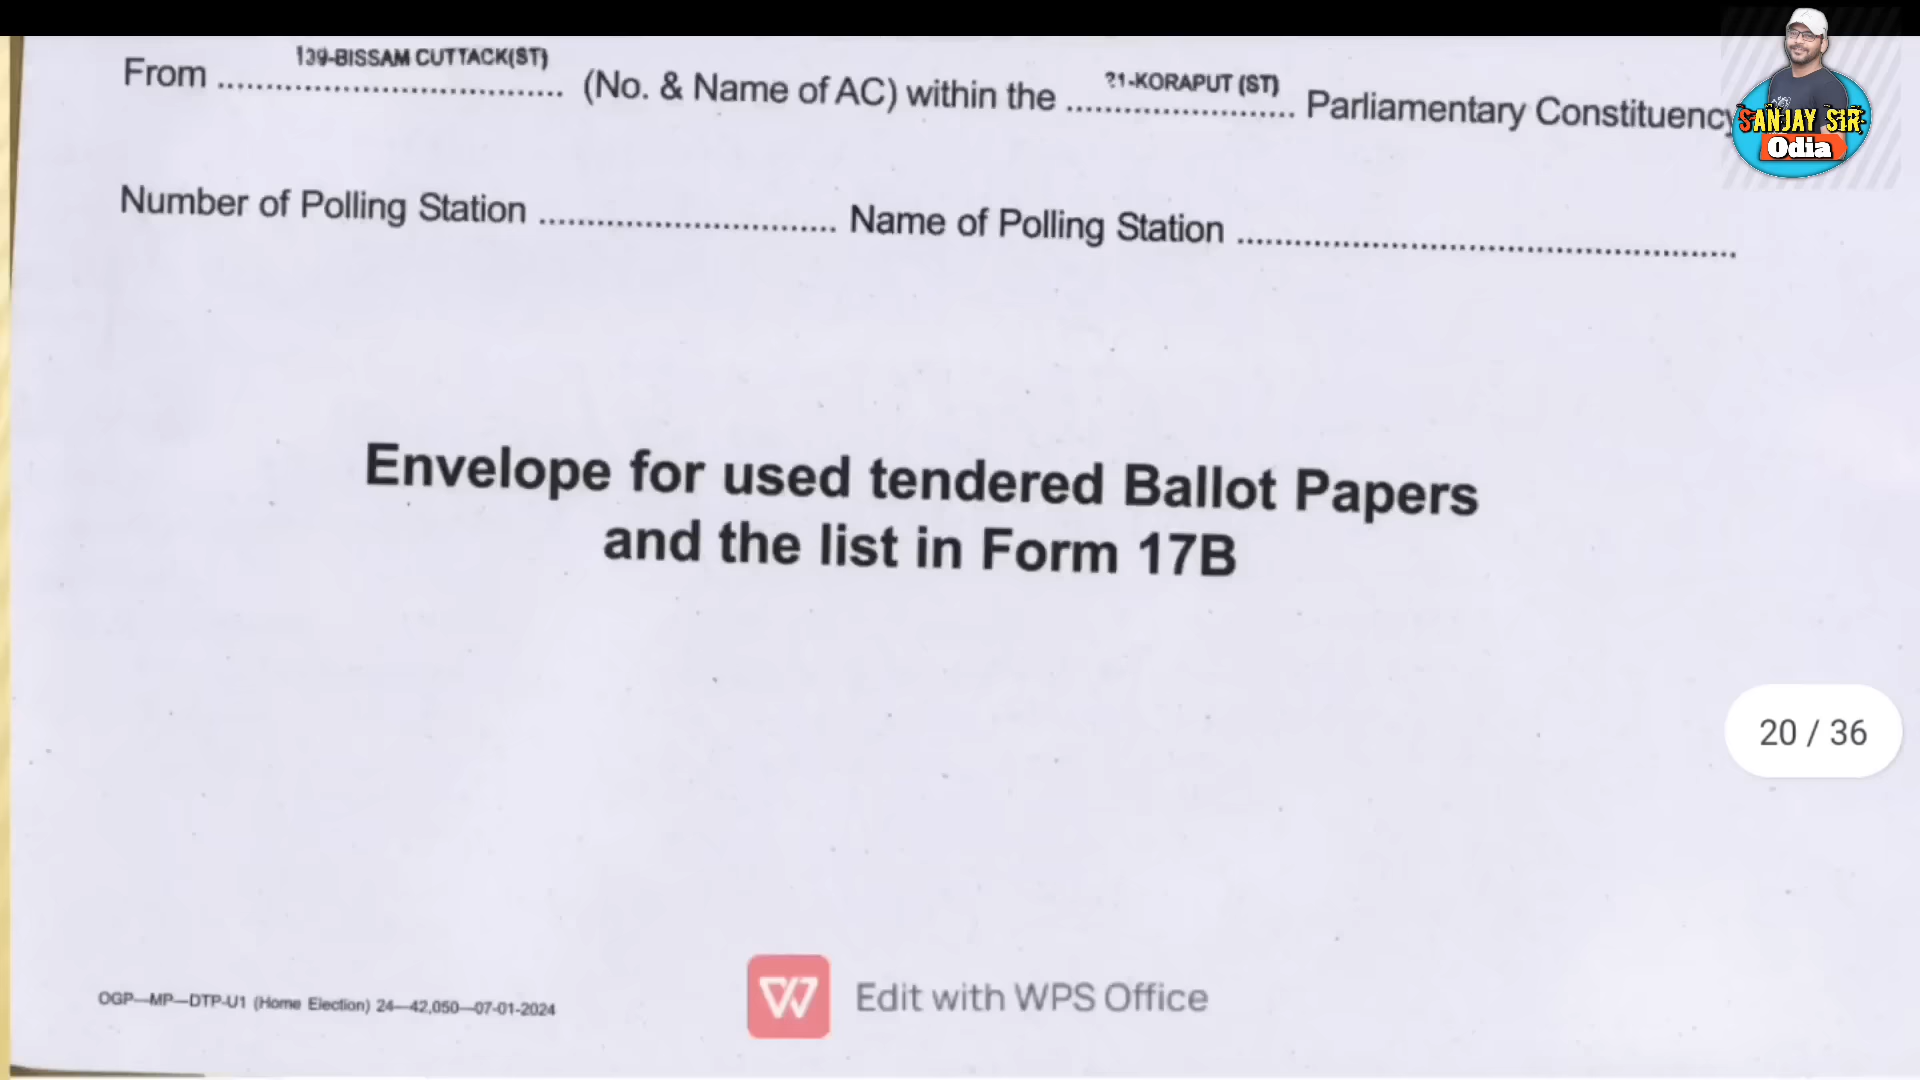 139-BISSAM CUTTACK(ST)
21-KORAPUT (ST)
From .................................. (No. & Name of AC) within the ........................ Parliamentary Constituency
SANJAY SIR
Odia
Number of Polling Station .............................. Name of Polling Station ..................................................
Envelope for used tendered Ballot Papers
and the list in Form 17B
20 / 36
OGP—MP—DTP-U1 (Home Election) 24—42,050—07-01-2024
W
Edit with WPS Office